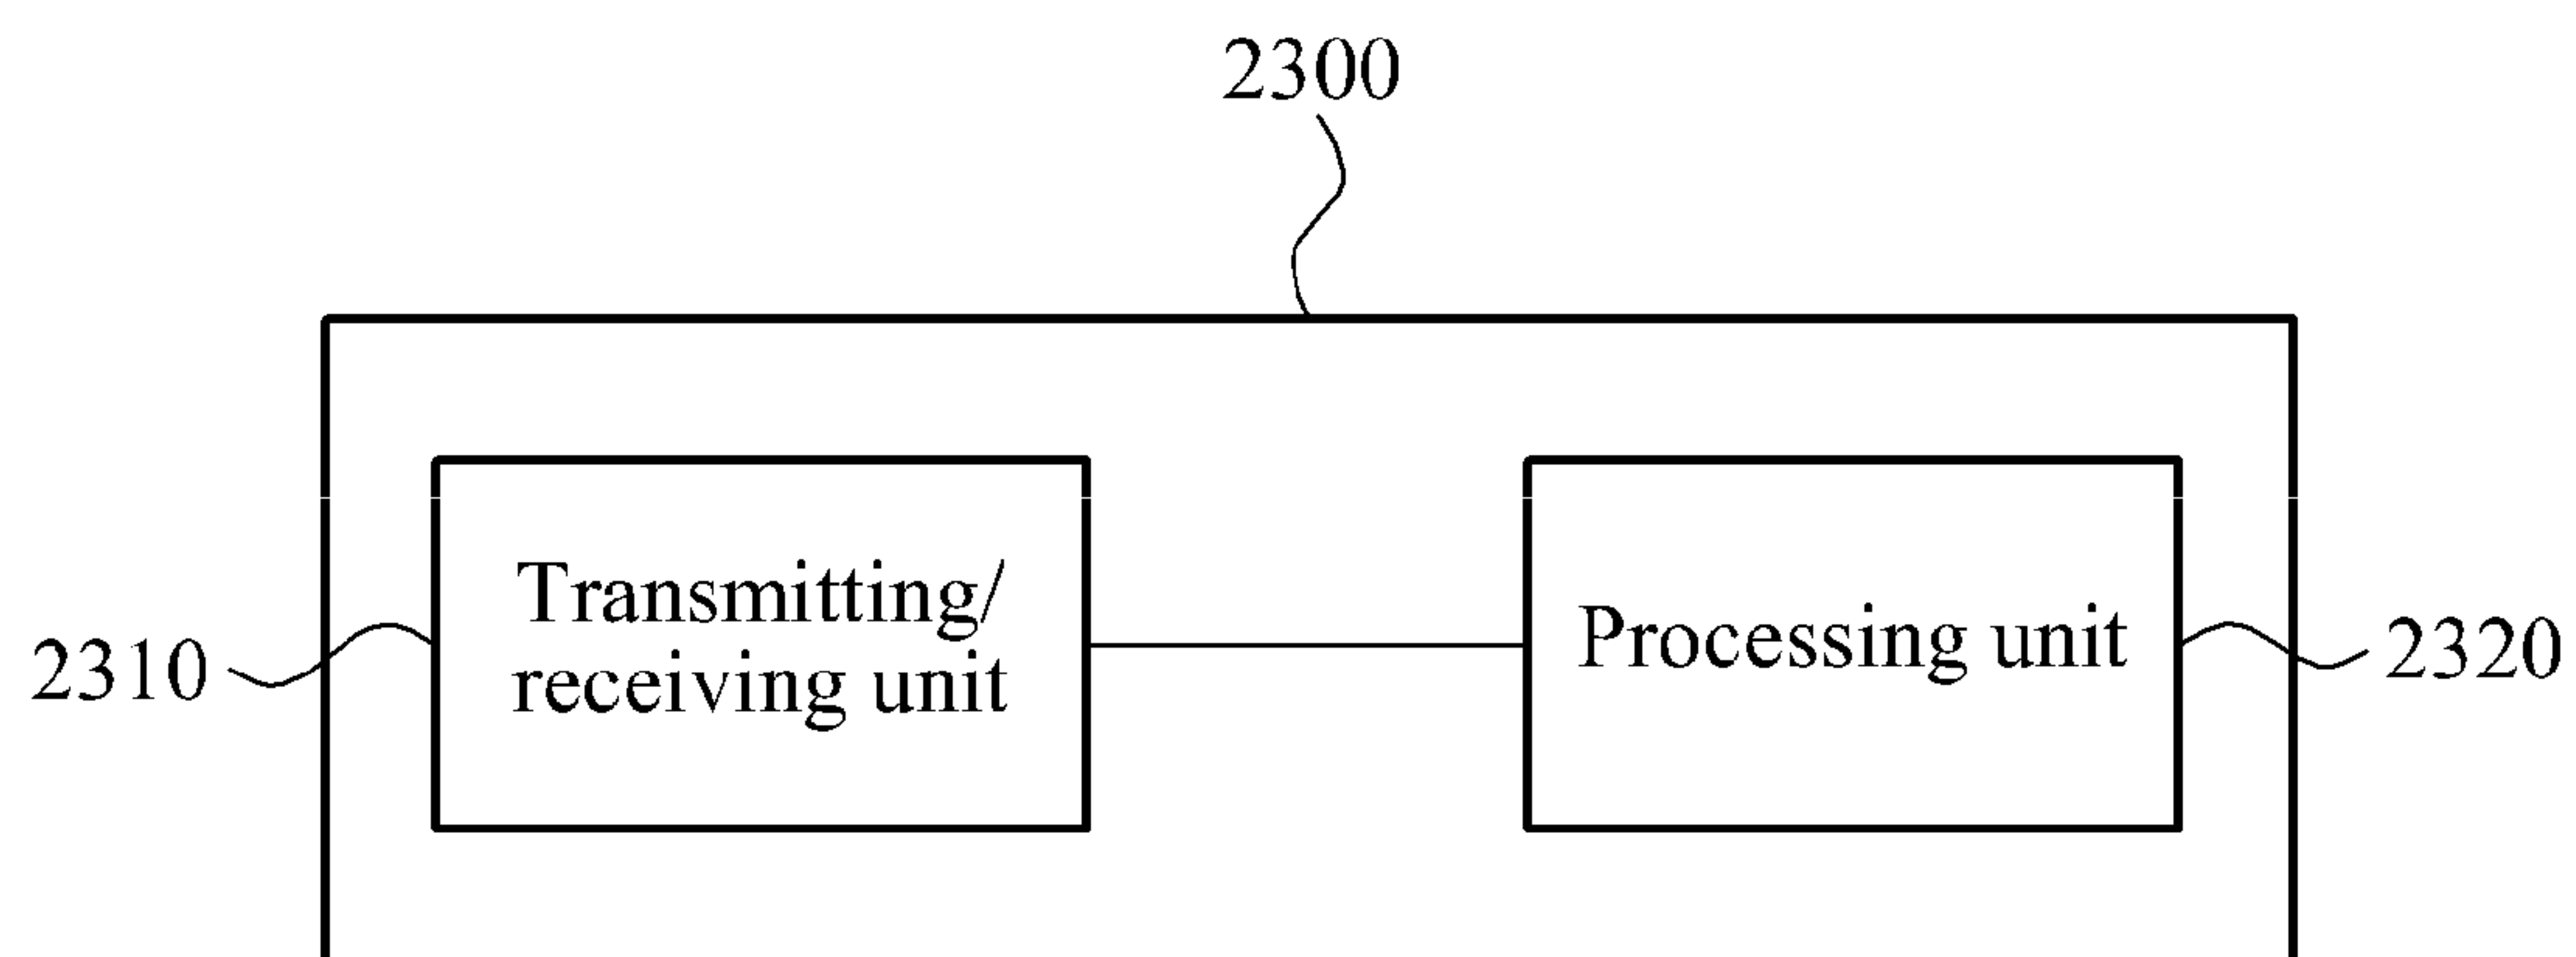 2300
Transmitting/
receiving unit
Processing unit
2310
2320